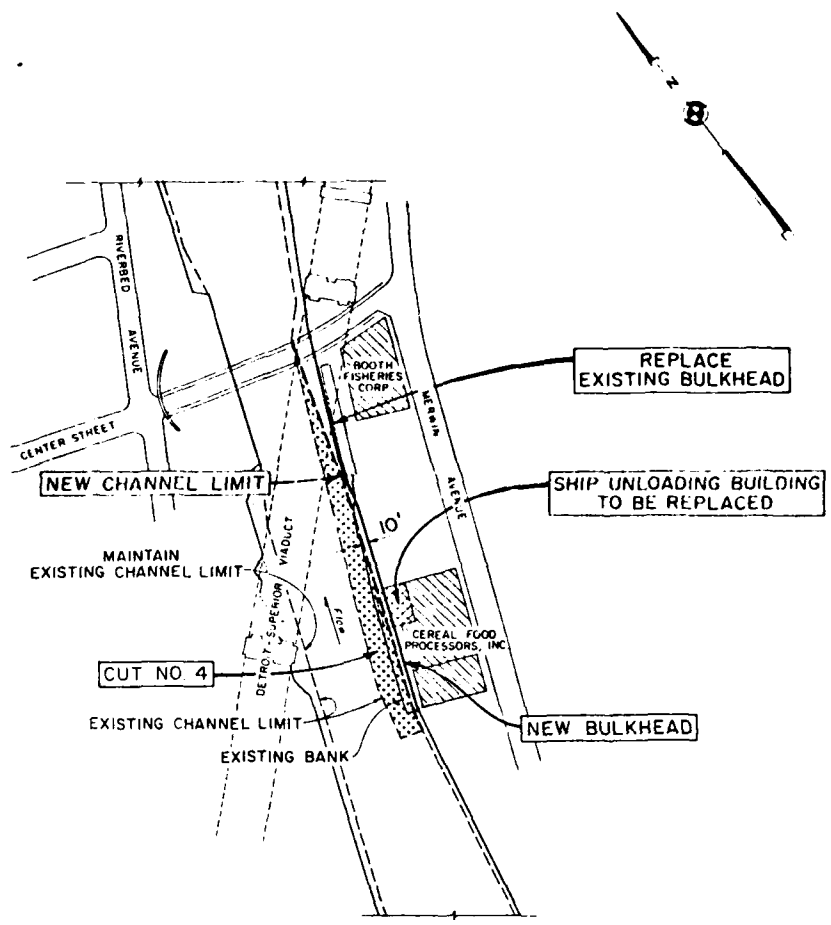 N
RIVERBED
AVENUE
BOOTH
FISHERIES
CORP.
REPLACE
EXISTING BULKHEAD
MERWIN
AVENUE
CENTER STREET
NEW CHANNEL LIMIT
SHIP UNLOADING BUILDING
TO BE REPLACED
10'
MAINTAIN
EXISTING CHANNEL LIMIT
DETROIT-SUPERIOR VIADUCT
Flow
CEREAL FOOD
PROCESSORS, INC.
CUT NO. 4
EXISTING CHANNEL LIMIT
NEW BULKHEAD
EXISTING BANK